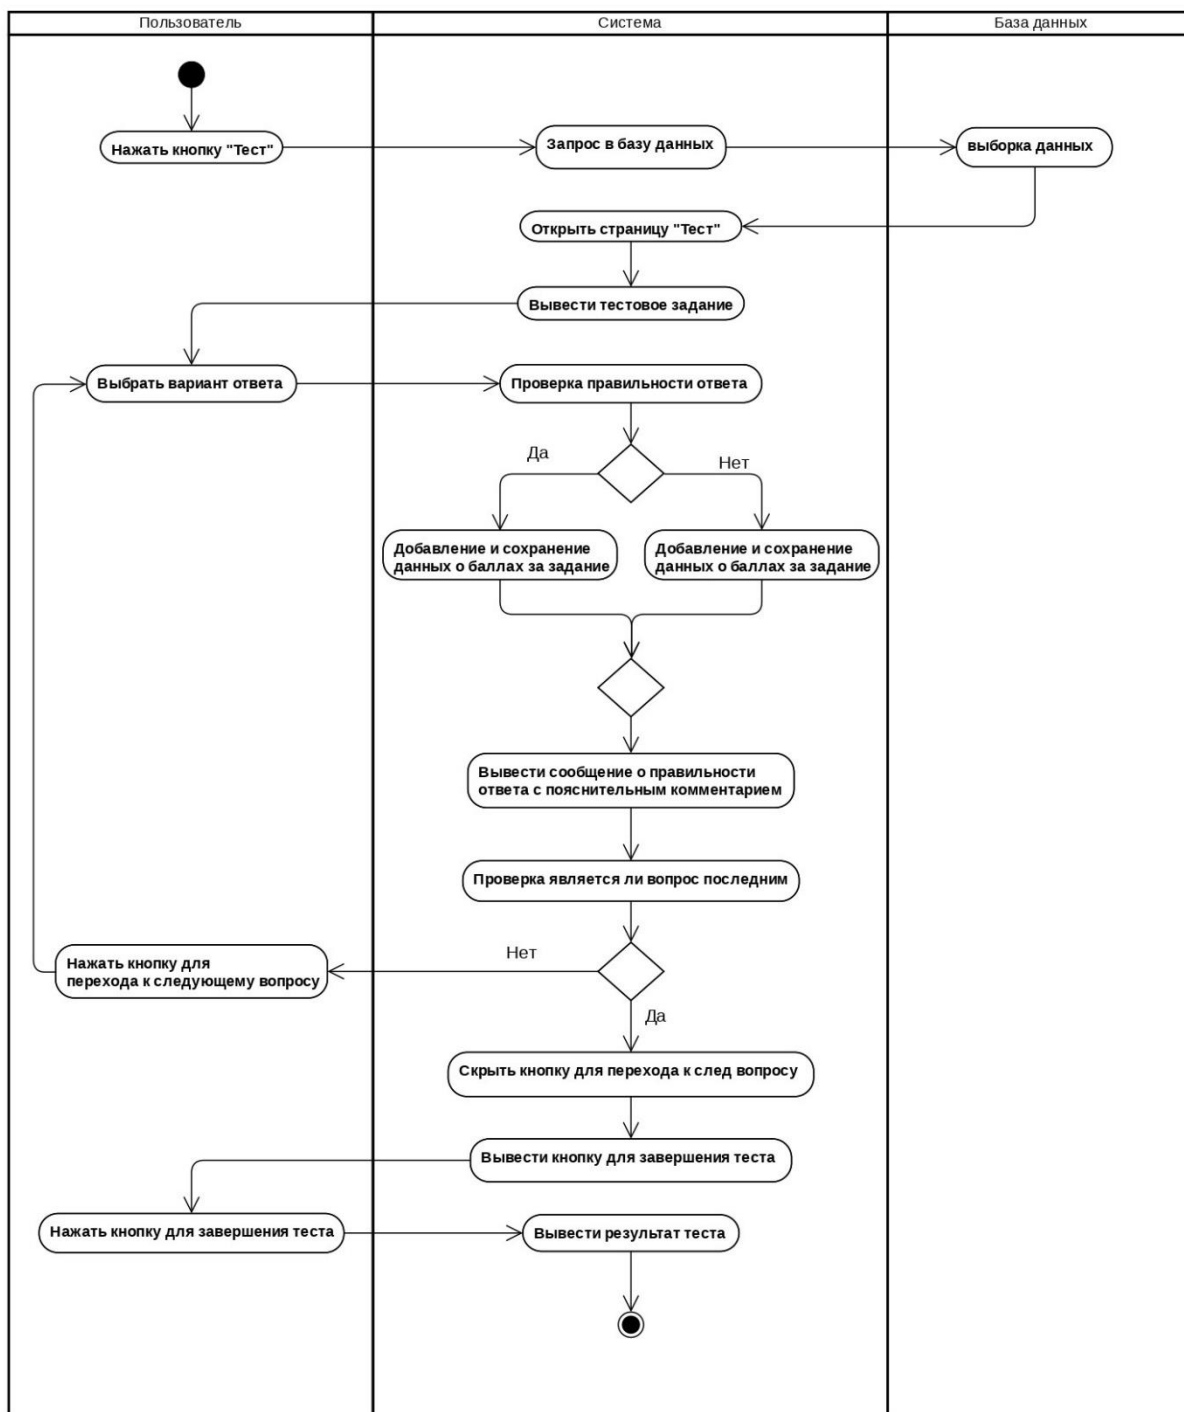 Пользователь
Система
База данных
Нажать кнопку "Тест"
Запрос в базу данных
выборка данных
Открыть страницу "Тест"
Вывести тестовое задание
Выбрать вариант ответа
Проверка правильности ответа
Да
Нет
Добавление и сохранение
данных о баллах за задание
Добавление и сохранение
данных о баллах за задание
Вывести сообщение о правильности
ответа с пояснительным комментарием
Проверка является ли вопрос последним
Нет
Нажать кнопку для
перехода к следующему вопросу
Да
Скрыть кнопку для перехода к след вопросу
Вывести кнопку для завершения теста
Нажать кнопку для завершения теста
Вывести результат теста